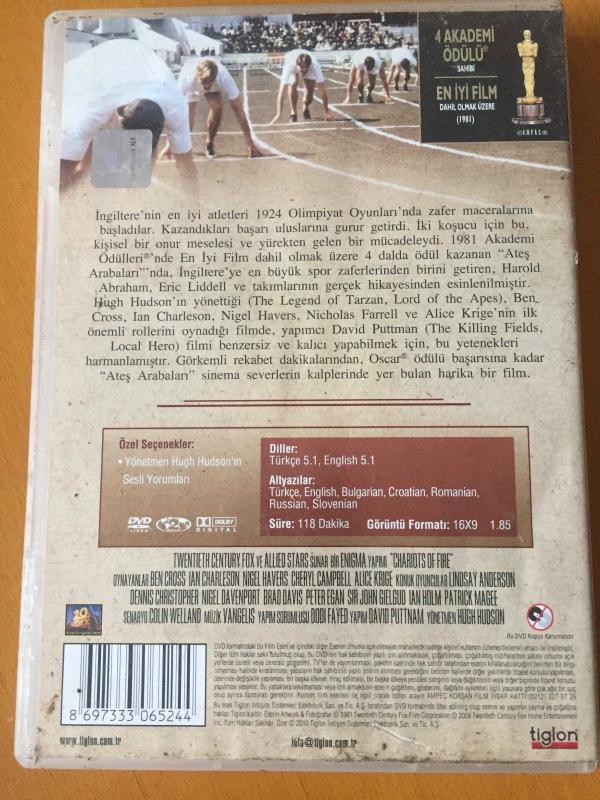 4 AKADEMİ
ÖDÜLÜ®
SAHİBİ
EN İYİ FİLM
DAHİL OLMAK ÜZERE
(1981)
©AMPAS®
İngiltere'nin en iyi atletleri 1924 Olimpiyat Oyunları'nda zafer maceralarına
başladılar. Kazandıkları başarı uluslarına gurur getirdi. İki koşucu için bu,
kişisel bir onur meselesi ve yürekten gelen bir mücadeleydi. 1981 Akademi
Ödülleri®'nde En İyi Film dahil olmak üzere 4 dalda ödül kazanan “Ateş
Arabaları”'nda, İngiltere'ye en büyük spor zaferlerinden birini getiren, Harold
Abraham, Eric Liddell ve takımlarının gerçek hikayesinden esinlenilmiştir.
Hugh Hudson'ın yönettiği (The Legend of Tarzan, Lord of the Apes), Ben
Cross, Ian Charleson, Nigel Havers, Nicholas Farrell ve Alice Krige'nin ilk
önemli rollerini oynadığı filmde, yapımcı David Puttman (The Killing Fields,
Local Hero) filmi benzersiz ve kalıcı yapabilmek için, bu yetenekleri
harmanlamıştır. Görkemli rekabet dakikalarından, Oscar® ödülü başarısına kadar
“Ateş Arabaları” sinema severlerin kalplerinde yer bulan harika bir film.
Özel Seçenekler:
• Yönetmen Hugh Hudson'ın
Sesli Yorumları
DVD VIDEO 2 DOLBY DIGITAL
Diller:
Türkçe 5.1, English 5.1
Altyazılar:
Türkçe, English, Bulgarian, Croatian, Romanian,
Russian, Slovenian
Süre: 118 Dakika Görüntü Formatı: 16X9 1.85
TWENTIETH CENTURY FOX VE ALLIED STARS SUNAR BİR ENIGMA YAPIMI "CHARIOTS OF FIRE"
OYNAYANLAR BEN CROSS IAN CHARLESON NIGEL HAVERS CHERYL CAMPBELL ALICE KRIGE KONUK OYUNCULAR LINDSAY ANDERSON
DENNIS CHRISTOPHER NIGEL DAVENPORT BRAD DAVIS PETER EGAN SIR JOHN GIELGUD IAN HOLM PATRICK MAGEE
SENARYO COLIN WELLAND MÜZİK VANGELIS YAPIM SORUMLUSU DODI FAYED YAPIM DAVID PUTTNAM YÖNETMEN HUGH HUDSON
Bu DVD Kopya Korumalıdır
8 697333 065244
www.tiglon.com.tr
info@tiglon.com.tr
tiglon